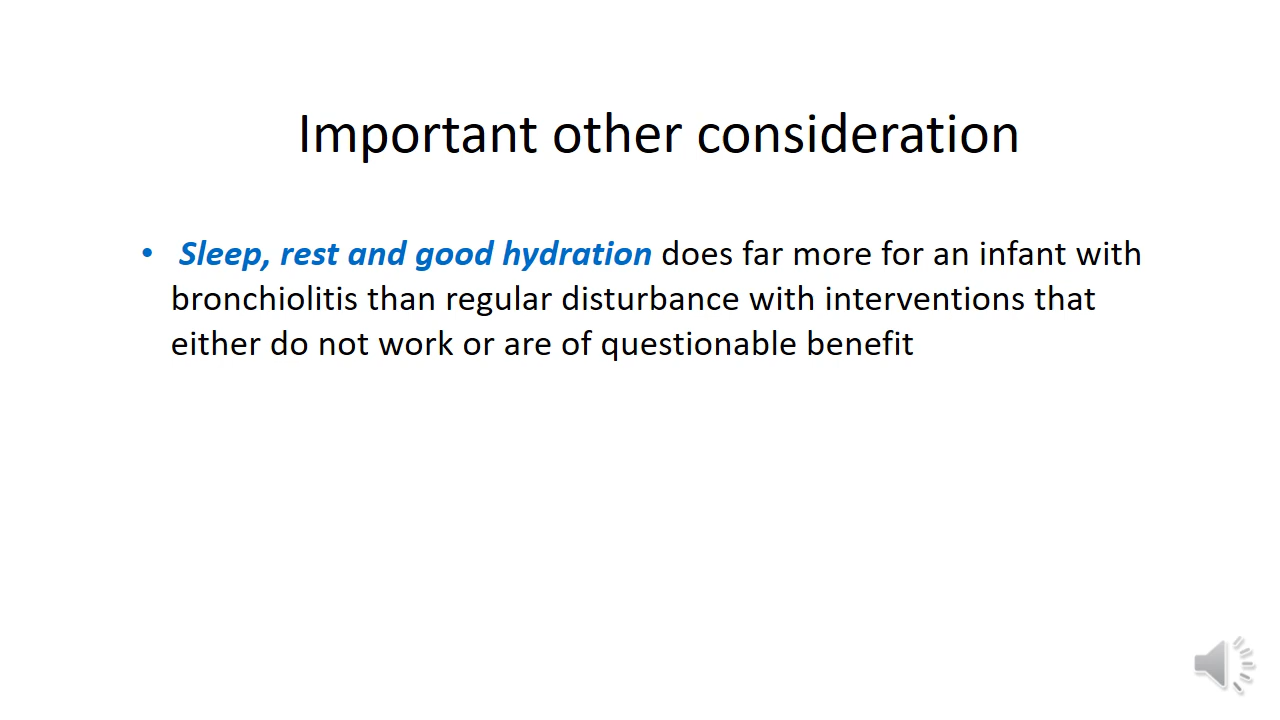 Important other consideration
• Sleep, rest and good hydration does far more for an infant with
bronchiolitis than regular disturbance with interventions that
either do not work or are of questionable benefit